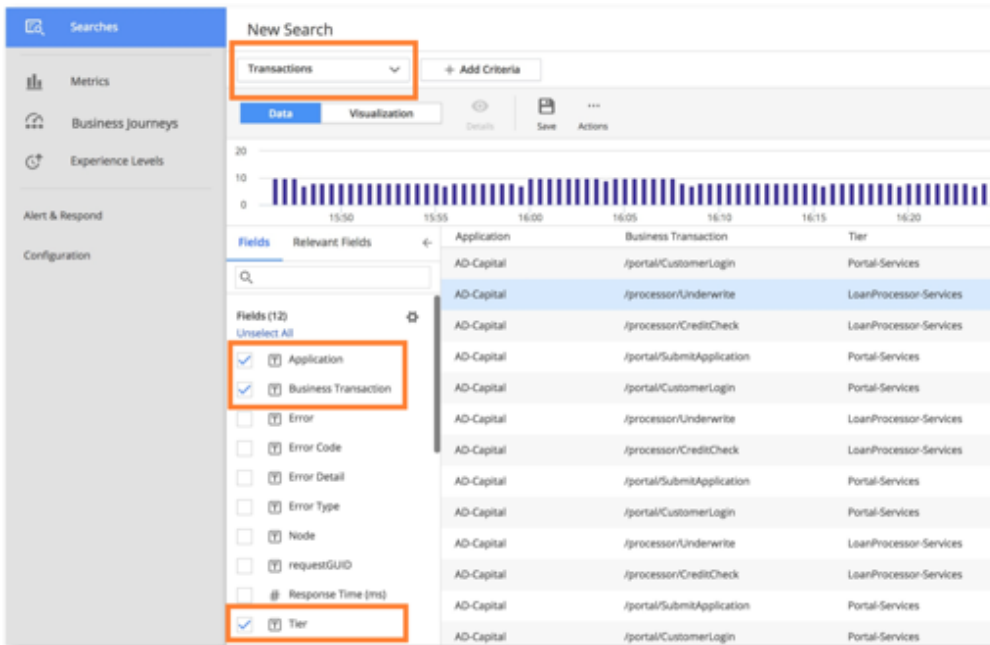 Searches
New Search
Transactions
+ Add Criteria
Metrics
Data Visualization Details Save Actions
Business Journeys
Experience Levels
20
10
0
15:50 15:55 16:00 16:05 16:10 16:15 16:20
Alert & Respond
Configuration
Fields Relevant Fields
Fields (12)
Unselect All
Application
Business Transaction
Error
Error Code
Error Detail
Error Type
Node
requestGUID
# Response Time (ms)
Tier
Application Business Transaction Tier
AD-Capital /portal/CustomerLogin Portal-Services
AD-Capital /processor/Underwrite LoanProcessor-Services
AD-Capital /processor/CreditCheck LoanProcessor-Services
AD-Capital /portal/SubmitApplication Portal-Services
AD-Capital /portal/CustomerLogin Portal-Services
AD-Capital /processor/Underwrite LoanProcessor-Services
AD-Capital /processor/CreditCheck LoanProcessor-Services
AD-Capital /portal/SubmitApplication Portal-Services
AD-Capital /portal/CustomerLogin Portal-Services
AD-Capital /processor/Underwrite LoanProcessor-Services
AD-Capital /processor/CreditCheck LoanProcessor-Services
AD-Capital /portal/SubmitApplication Portal-Services
AD-Capital /portal/CustomerLogin Portal-Services